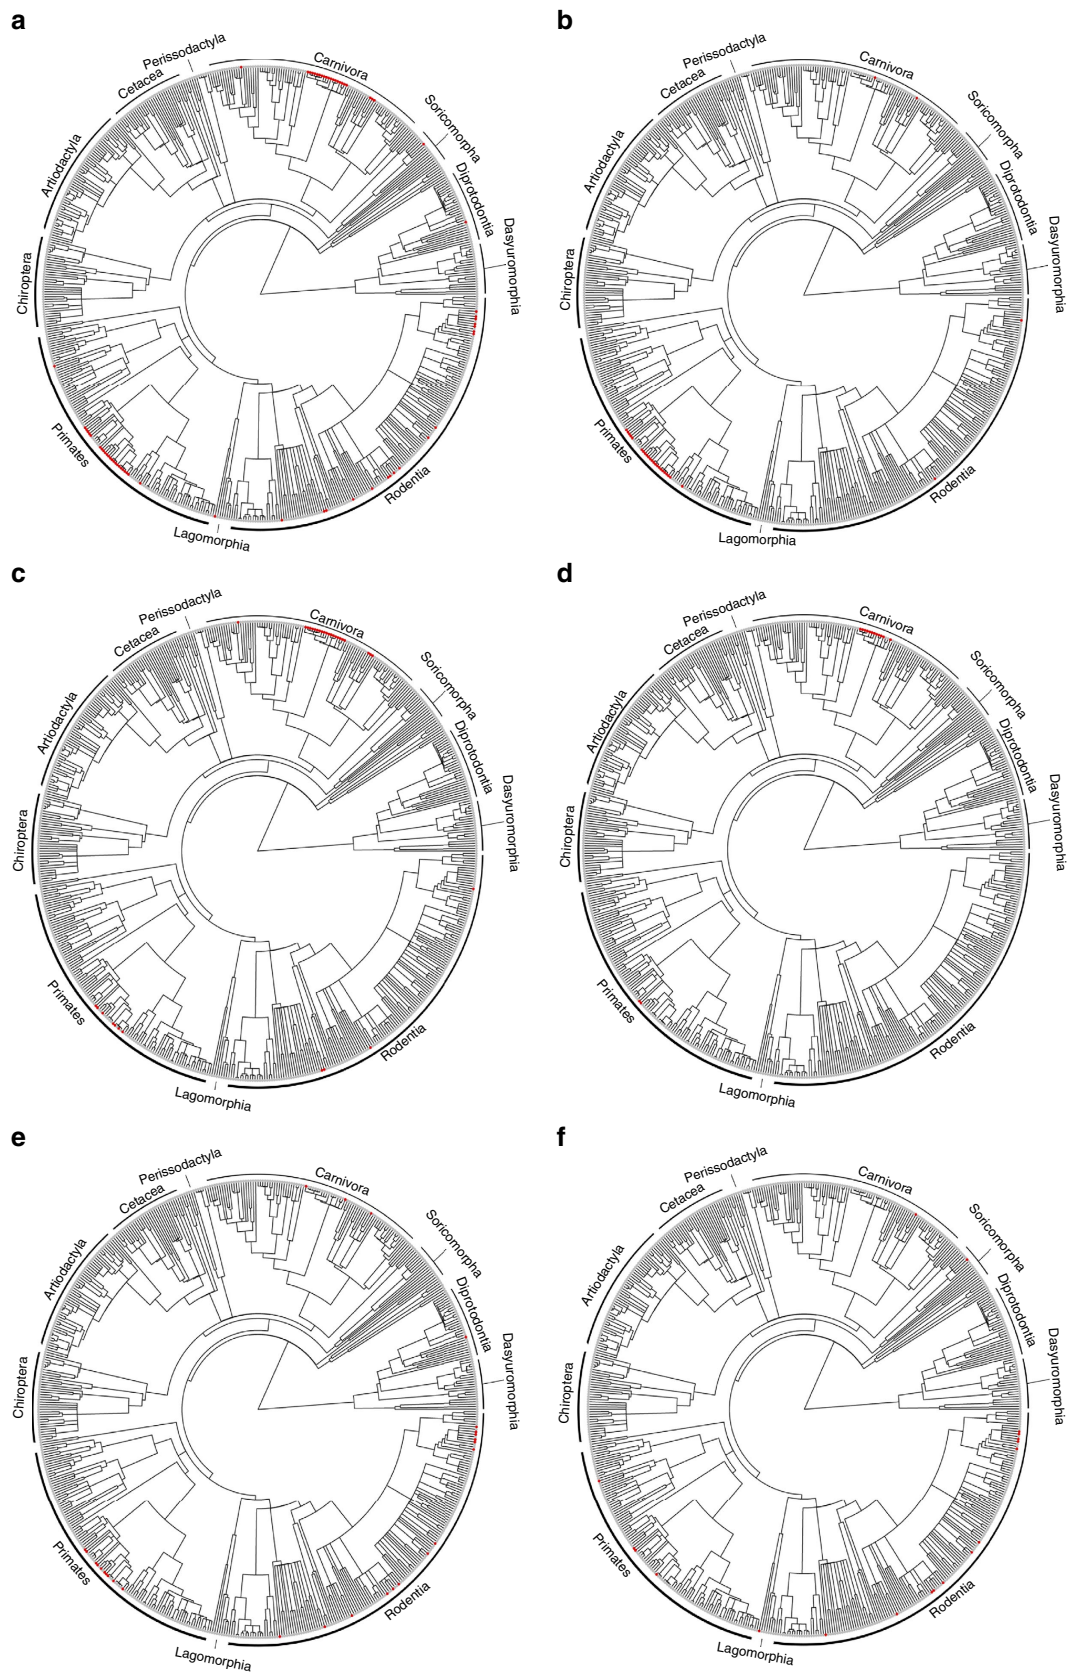 a
Perissodactyla
Carnivora
Cetacea
Soricomorpha
Artiodactyla
Diprotodontia
Dasyuromorphia
Chiroptera
Primates
Rodentia
Lagomorphia
b
Perissodactyla
Carnivora
Cetacea
Soricomorpha
Artiodactyla
Diprotodontia
Dasyuromorphia
Chiroptera
Primates
Rodentia
Lagomorphia
c
Perissodactyla
Carnivora
Cetacea
Soricomorpha
Artiodactyla
Diprotodontia
Dasyuromorphia
Chiroptera
Primates
Rodentia
Lagomorphia
d
Perissodactyla
Carnivora
Cetacea
Soricomorpha
Artiodactyla
Diprotodontia
Dasyuromorphia
Chiroptera
Primates
Rodentia
Lagomorphia
e
Perissodactyla
Carnivora
Cetacea
Soricomorpha
Artiodactyla
Diprotodontia
Dasyuromorphia
Chiroptera
Primates
Rodentia
Lagomorphia
f
Perissodactyla
Carnivora
Cetacea
Soricomorpha
Artiodactyla
Diprotodontia
Dasyuromorphia
Chiroptera
Primates
Rodentia
Lagomorphia